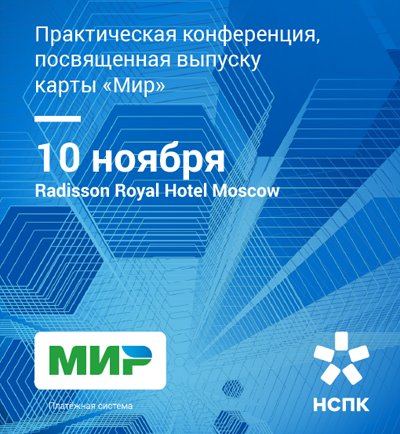 Практическая конференция,
посвященная выпуску
карты «Мир»
10 ноября
Radisson Royal Hotel Moscow
МИР
Платёжная система
НСПК